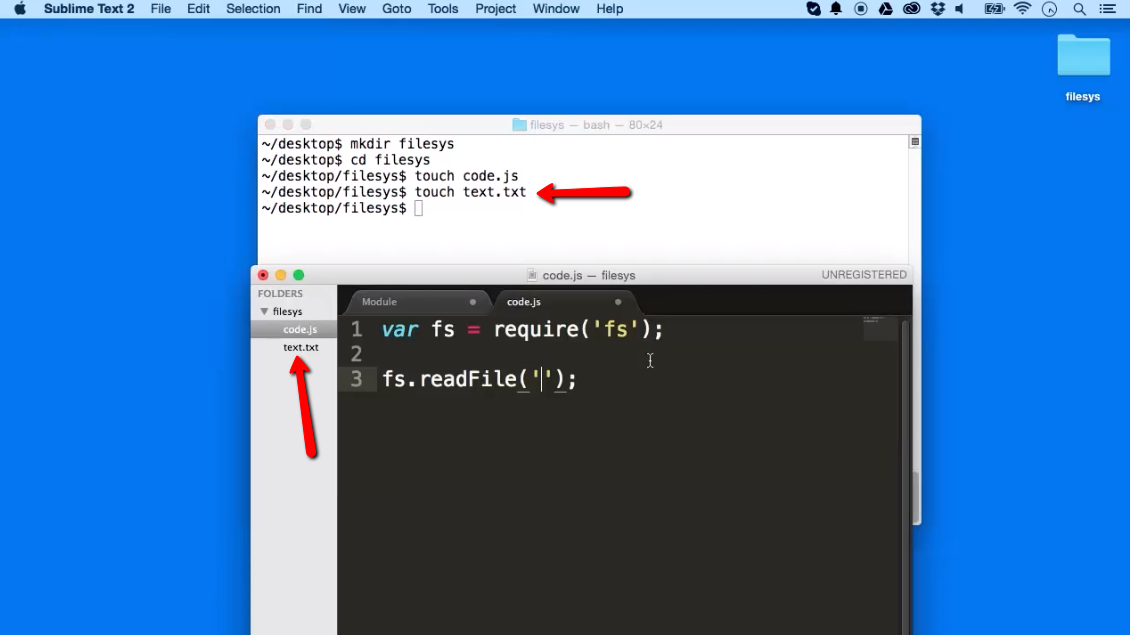 Sublime Text 2 File Edit Selection Find View Goto Tools Project Window Help
filesys
filesys — bash — 80×24
~/desktop$ mkdir filesys
~/desktop$ cd filesys
~/desktop/filesys$ touch code.js
~/desktop/filesys$ touch text.txt
~/desktop/filesys$
code.js — filesys
UNREGISTERED
FOLDERS
filesys
code.js
text.txt
Module
code.js
1 var fs = require('fs');
2
3 fs.readFile('');